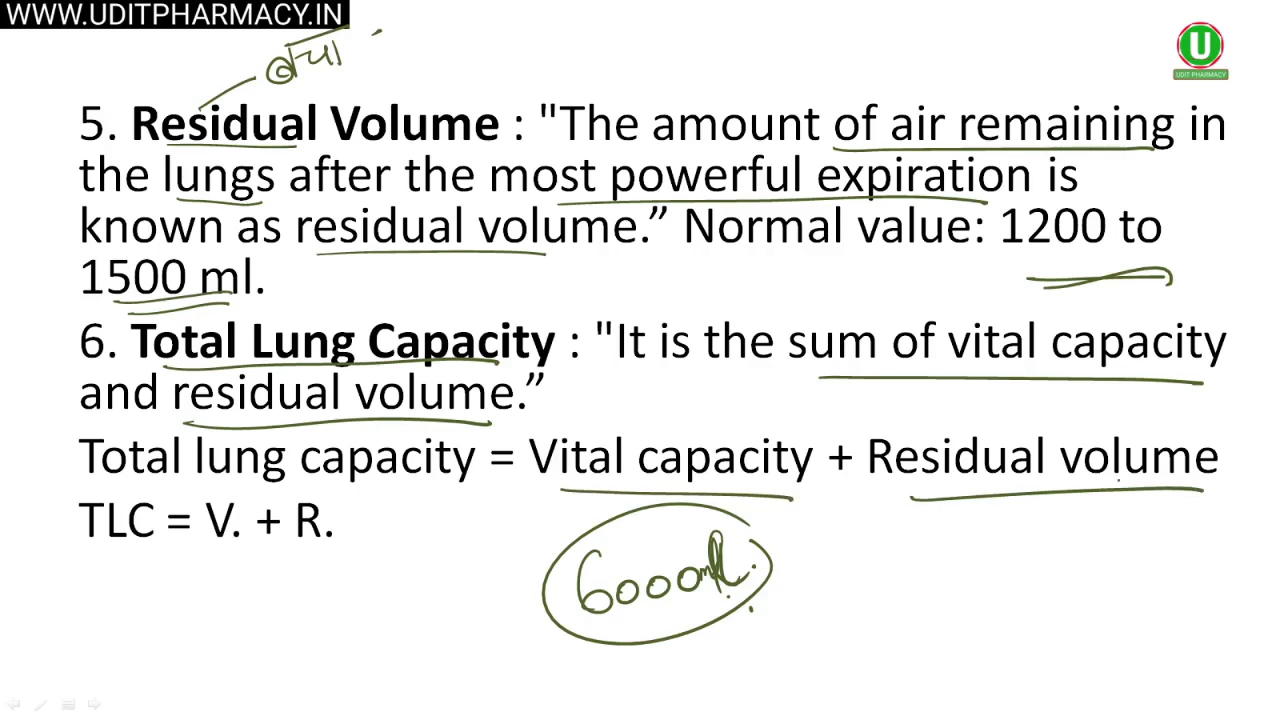 WWW.UDITPHARMACY.IN
U
UDIT PHARMACY
5. Residual Volume : "The amount of air remaining in
the lungs after the most powerful expiration is
known as residual volume.” Normal value: 1200 to
1500 ml.
6. Total Lung Capacity : "It is the sum of vital capacity
and residual volume.”
Total lung capacity = Vital capacity + Residual volume
TLC = V. + R.
6000ml